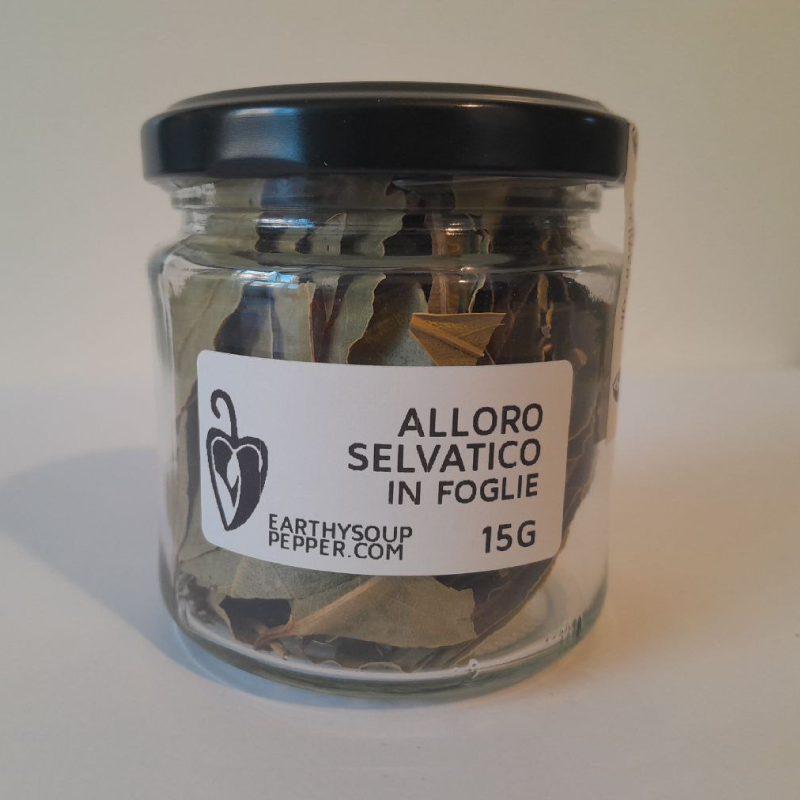 ALLORO
SELVATICO
IN FOGLIE
EARTHYSOUP
PEPPER.COM
15G